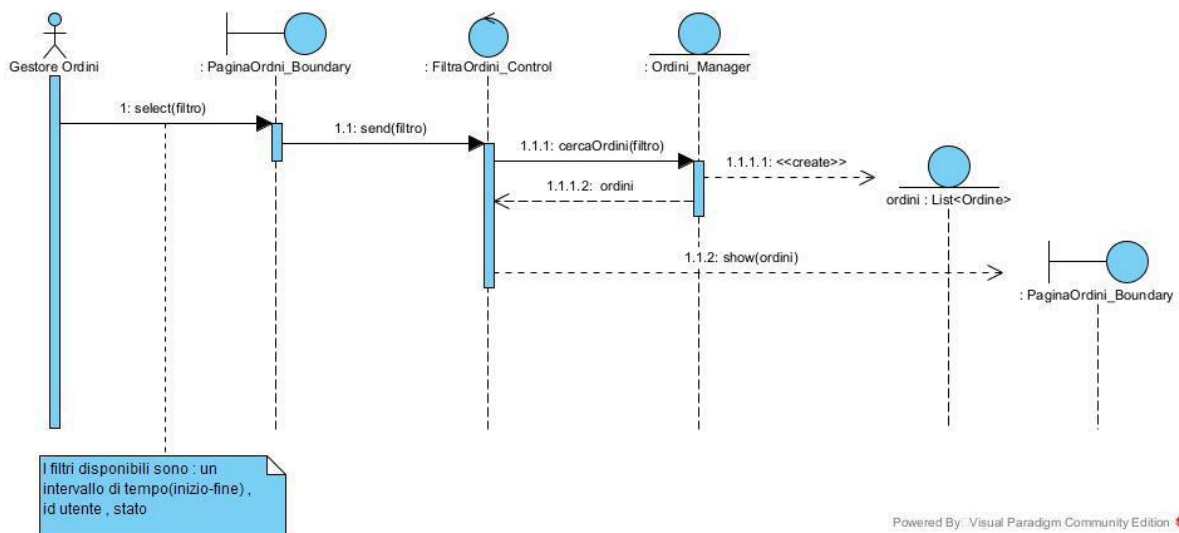 Gestore Ordini
: PaginaOrdni_Boundary
: FiltraOrdini_Control
: Ordini_Manager
1: select(filtro)
1.1: send(filtro)
1.1.1: cercaOrdini(filtro)
1.1.1.1: <<create>>
1.1.1.2: ordini
ordini : List<Ordine>
1.1.2: show(ordini)
: PaginaOrdini_Boundary
I filtri disponibili sono : un
intervallo di tempo(inizio-fine) ,
id utente , stato
Powered By: Visual Paradigm Community Edition